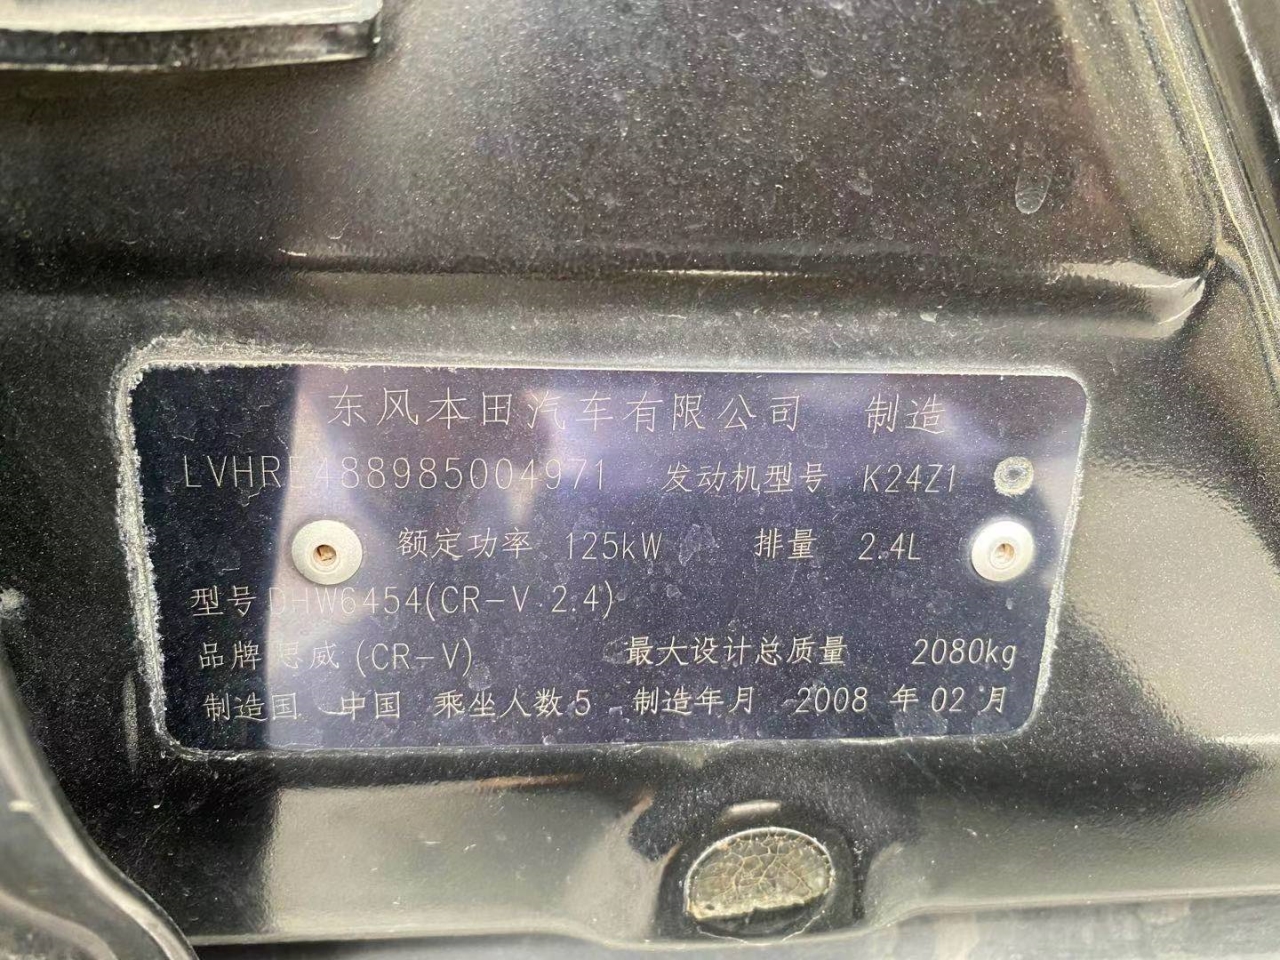 东风本田汽车有限公司 制造
LVHRE488985004971 发动机型号 K24Z1
额定功率 125kW 排量 2.4L
型号 DHW6454(CR-V 2.4)
品牌 思威 (CR-V) 最大设计总质量 2080kg
制造国 中国 乘坐人数 5 制造年月 2008 年 02 月